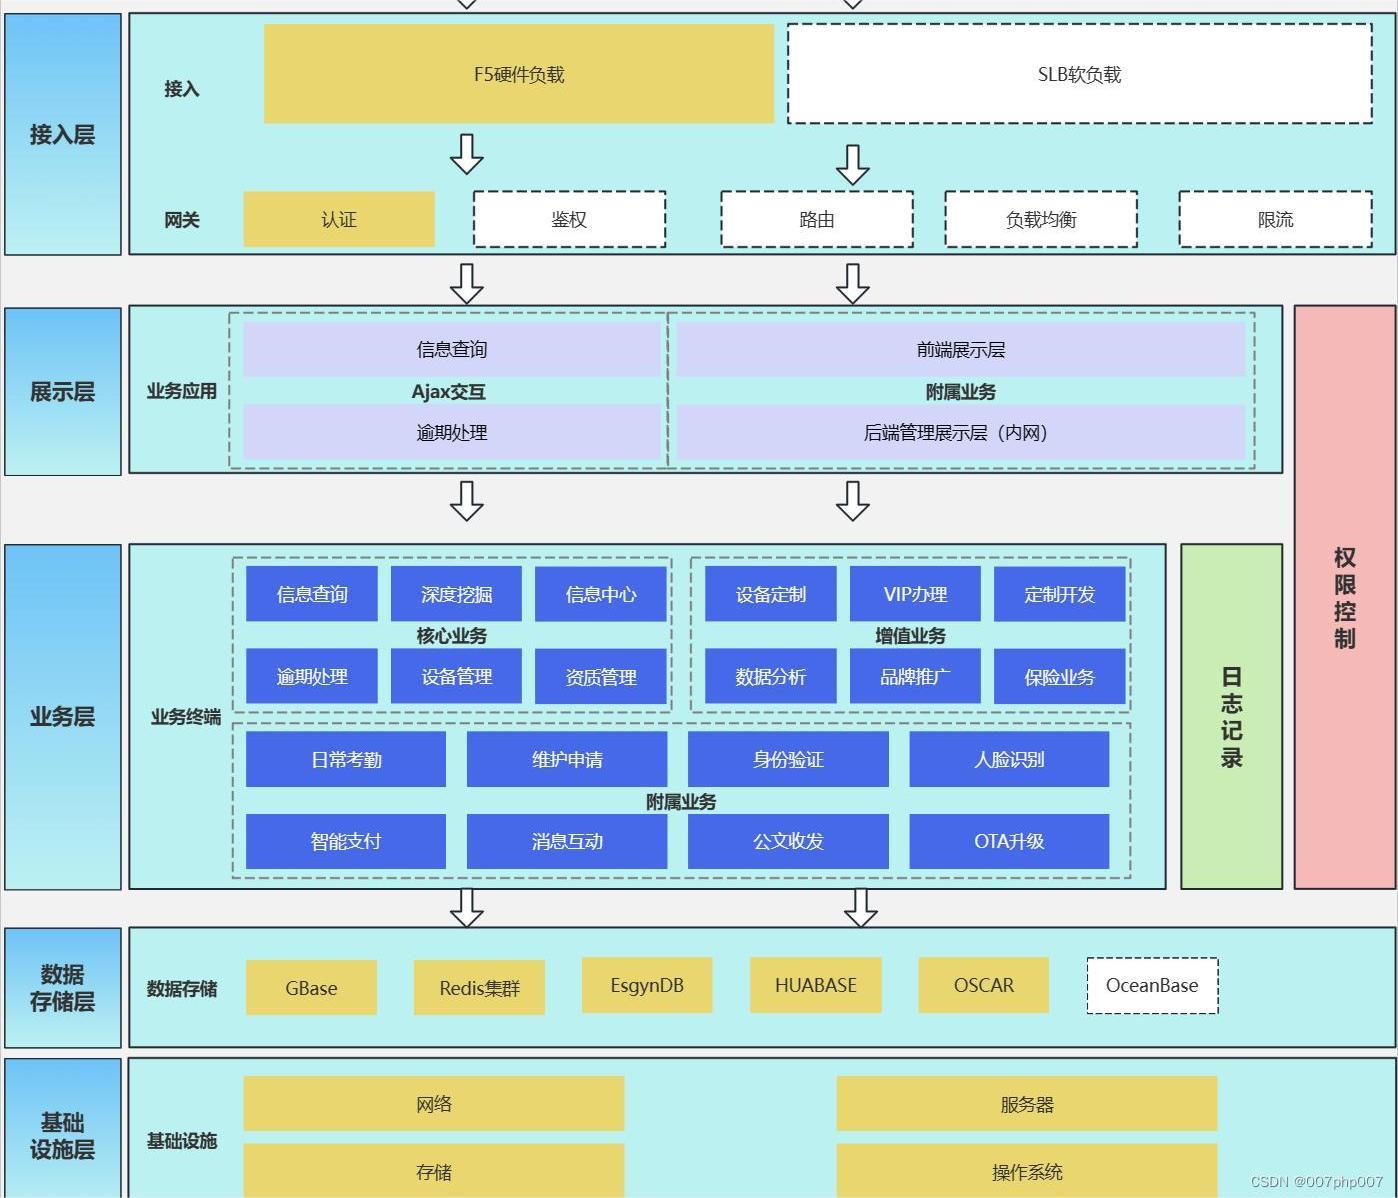 接入层
接入
F5硬件负载
SLB软负载
网关
认证
鉴权
路由
负载均衡
限流
展示层
业务应用
信息查询
Ajax交互
逾期处理
前端展示层
附属业务
后端管理展示层（内网）
权
限
控
制
业务层
业务终端
信息查询
深度挖掘
信息中心
核心业务
逾期处理
设备管理
资质管理
设备定制
VIP办理
定制开发
增值业务
数据分析
品牌推广
保险业务
日常考勤
维护申请
身份验证
人脸识别
附属业务
智能支付
消息互动
公文收发
OTA升级
日
志
记
录
数据
存储层
数据存储
GBase
Redis集群
EsgynDB
HUABASE
OSCAR
OceanBase
基础
设施层
基础设施
网络
服务器
存储
操作系统
CSDN @007php007